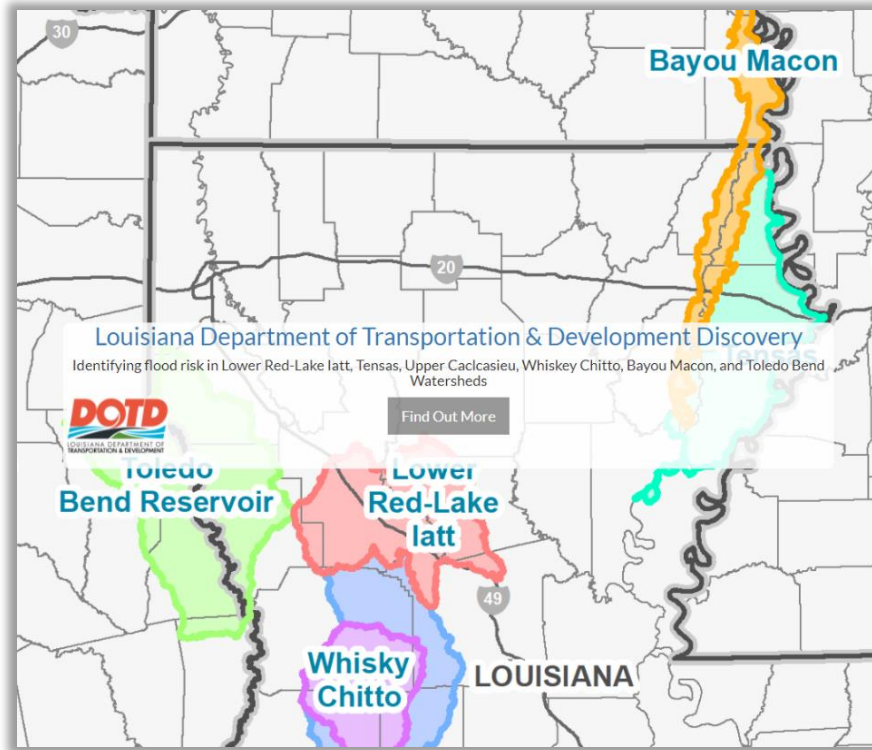 30
Bayou Macon
20
Louisiana Department of Transportation & Development Discovery
Tensas
Identifying flood risk in Lower Red-Lake Iatt, Tensas, Upper Caclcasieu, Whiskey Chitto, Bayou Macon, and Toledo Bend
Watersheds
DOTD
LOUISIANA DEPARTMENT OF
TRANSPORTATION & DEVELOPMENT
Find Out More
Toledo
Bend Reservoir
Lower
Red-Lake
Iatt
49
Whisky
Chitto
LOUISIANA